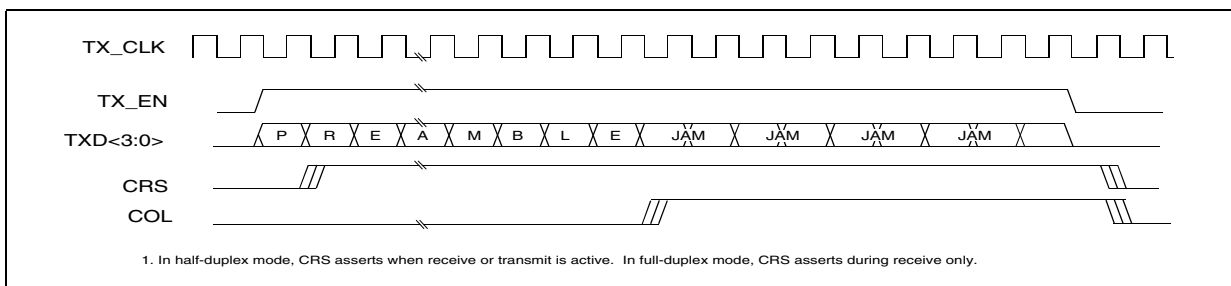 TX_CLK
TX_EN
TXD<3:0> P R E A M B L E JAM JAM JAM JAM
CRS
COL
1. In half-duplex mode, CRS asserts when receive or transmit is active. In full-duplex mode, CRS asserts during receive only.